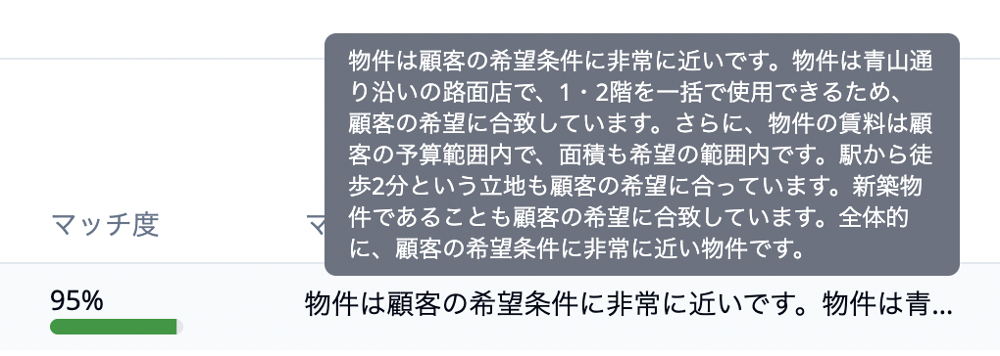 物件は顧客の希望条件に非常に近いです。物件は青山通
り沿いの路面店で、1・2階を一括で使用できるため、
顧客の希望に合致しています。さらに、物件の賃料は顧
客の予算範囲内で、面積も希望の範囲内です。駅から徒
歩2分という立地も顧客の希望に合っています。新築物
件であることも顧客の希望に合致しています。全体的
に、顧客の希望条件に非常に近い物件です。
マッチ度
マ
95%
物件は顧客の希望条件に非常に近いです。物件は青...